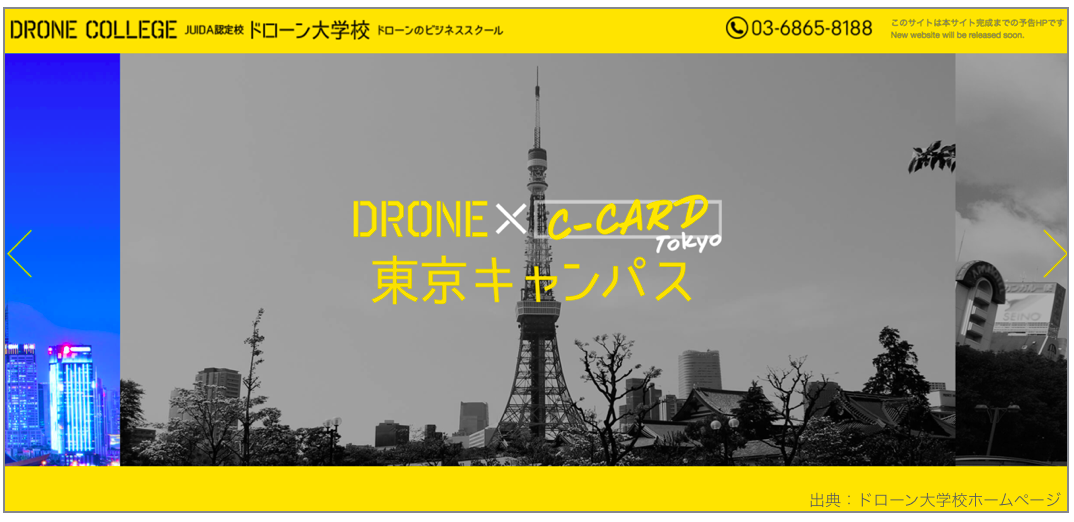 DRONE COLLEGE JUIDA認定校 ドローン大学校 ドローンのビジネススクール
03-6865-8188
このサイトは本サイト完成までの予告HPです
New website will be released soon.
DRONE×C-CARD
Tokyo
東京キャンパス
SEINO
出典：ドローン大学校ホームページ